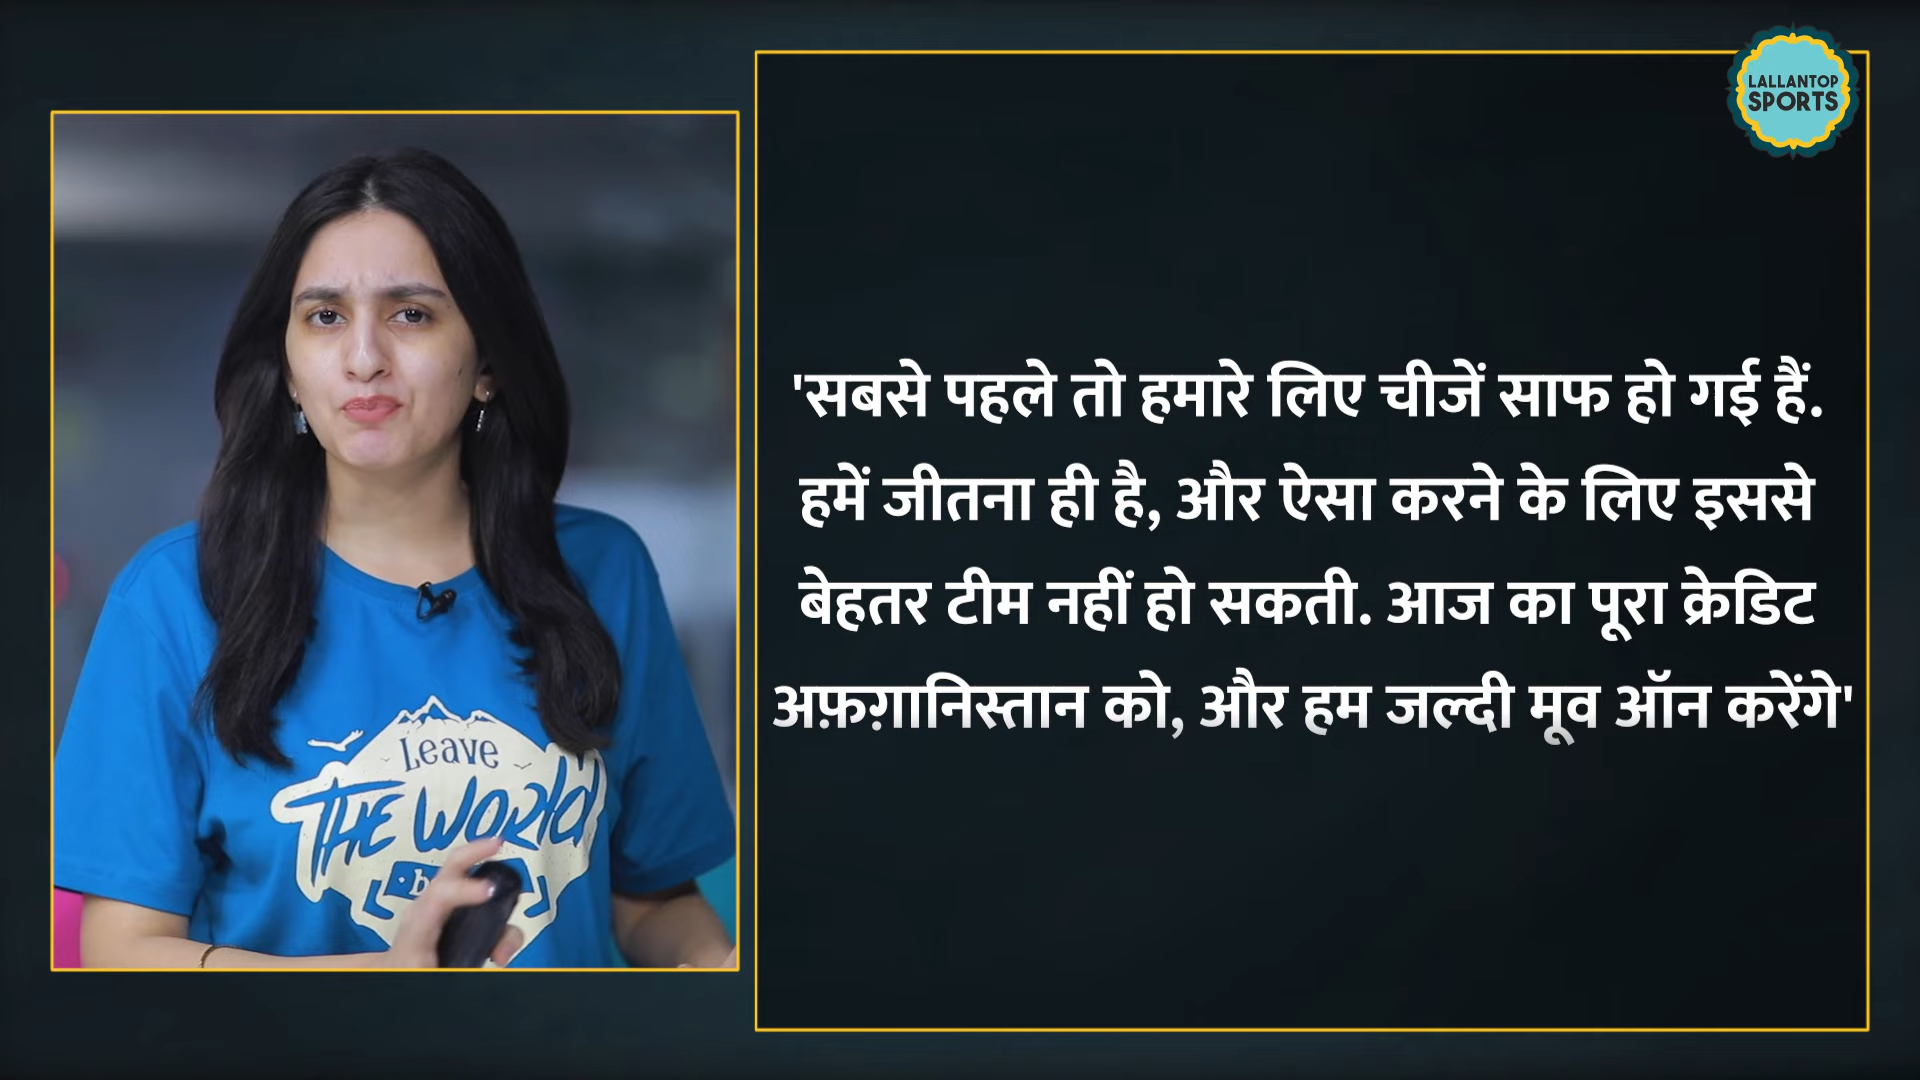 LALLANTOP
SPORTS
'सबसे पहले तो हमारे लिए चीजें साफ हो गई हैं.
हमें जीतना ही है, और ऐसा करने के लिए इससे
बेहतर टीम नहीं हो सकती. आज का पूरा क्रेडिट
अफ़ग़ानिस्तान को, और हम जल्दी मूव ऑन करेंगे'
Leave
THE WORLD